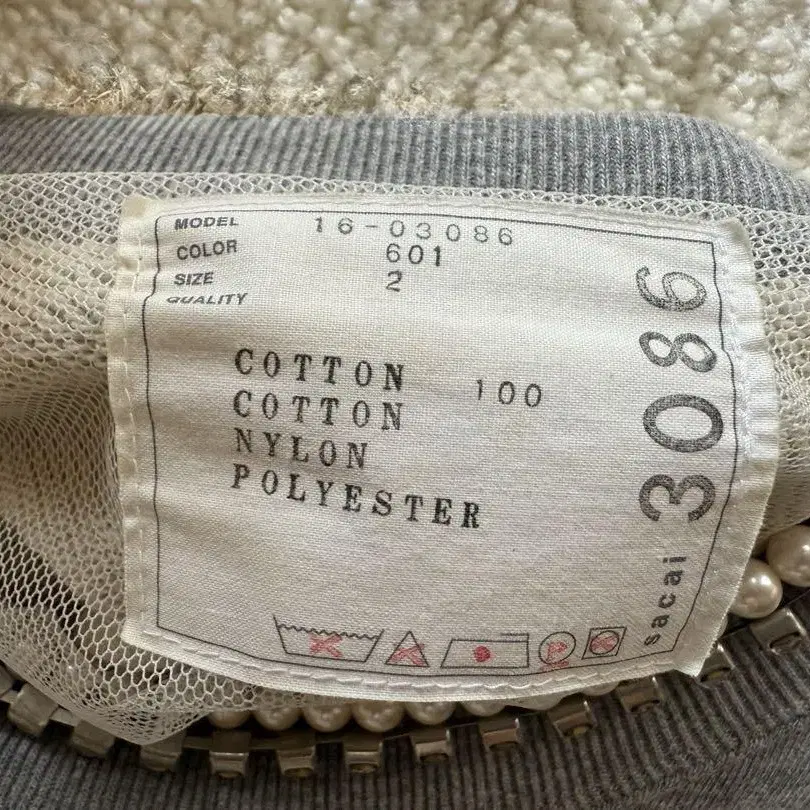 MODEL 16-03086
COLOR 601
SIZE 2
QUALITY
COTTON 100
COTTON
NYLON
POLYESTER
sacai 3086